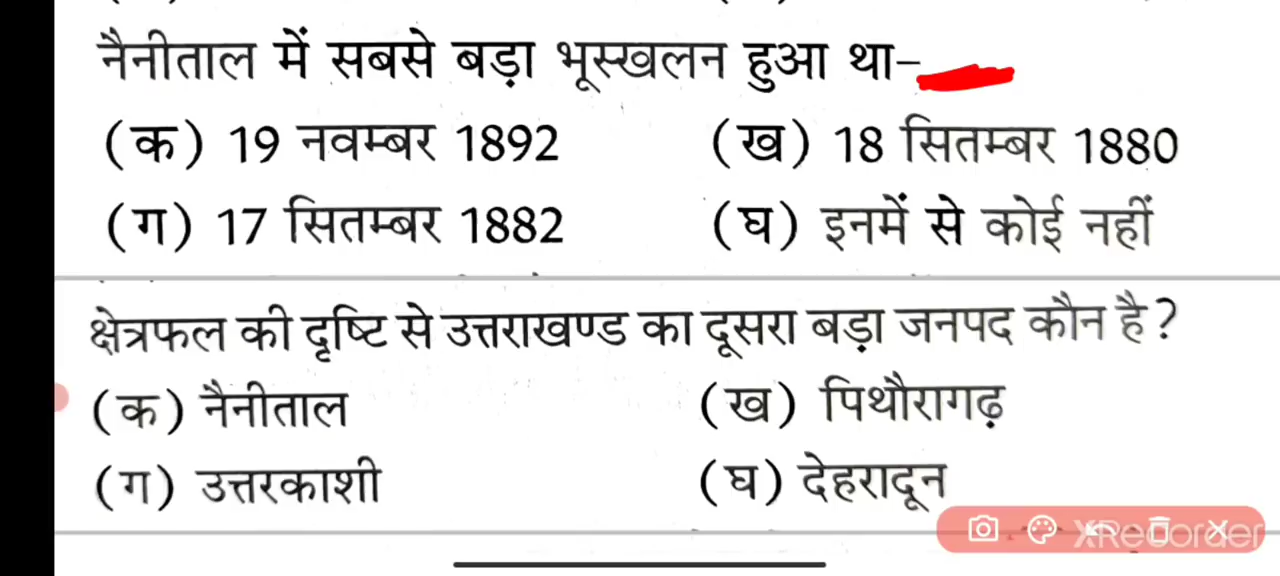 नैनीताल में सबसे बड़ा भूस्खलन हुआ था–
(क) 19 नवम्बर 1892 (ख) 18 सितम्बर 1880
(ग) 17 सितम्बर 1882 (घ) इनमें से कोई नहीं
क्षेत्रफल की दृष्टि से उत्तराखण्ड का दूसरा बड़ा जनपद कौन है?
(क) नैनीताल (ख) पिथौरागढ़
(ग) उत्तरकाशी (घ) देहरादून
XRecorder